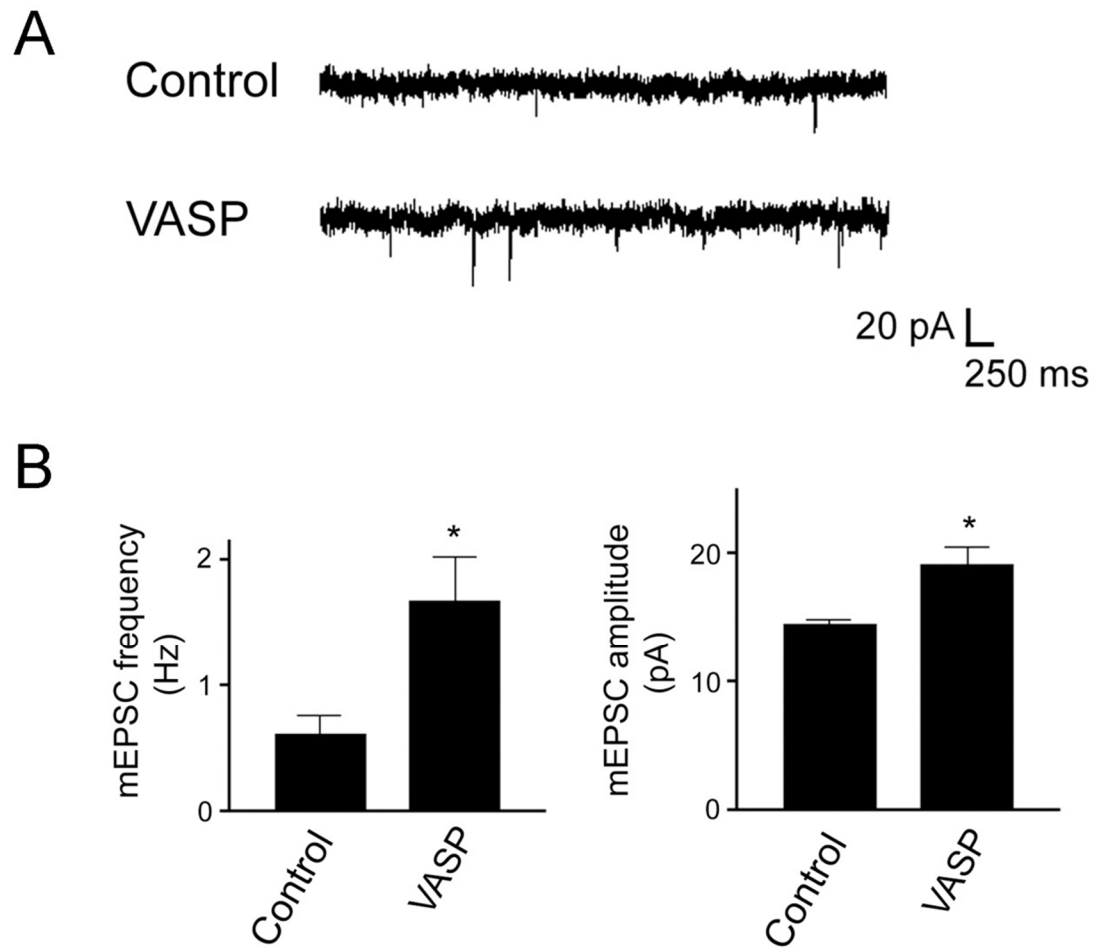 A
Control
VASP
20 pA
250 ms
B
mEPSC frequency
(Hz)
2
1
0
*
Control
VASP
mEPSC amplitude
(pA)
20
10
0
*
Control
VASP